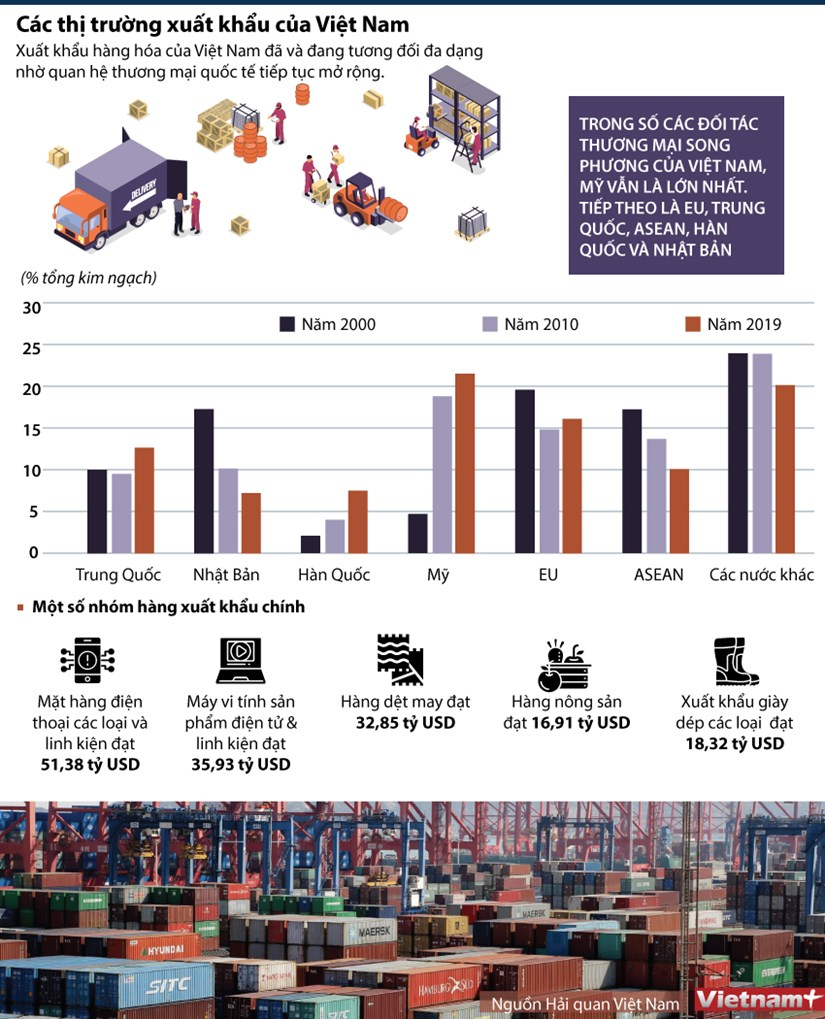 Các thị trường xuất khẩu của Việt Nam
Xuất khẩu hàng hóa của Việt Nam đã và đang tương đối đa dạng
nhờ quan hệ thương mại quốc tế tiếp tục mở rộng.
DELIVERY
TRONG SỐ CÁC ĐỐI TÁC
THƯƠNG MẠI SONG
PHƯƠNG CỦA VIỆT NAM,
MỸ VẪN LÀ LỚN NHẤT.
TIẾP THEO LÀ EU, TRUNG
QUỐC, ASEAN, HÀN
QUỐC VÀ NHẬT BẢN
(% tổng kim ngạch)
30
Năm 2000
Năm 2010
Năm 2019
25
20
15
10
5
0
Trung Quốc
Nhật Bản
Hàn Quốc
Mỹ
EU
ASEAN
Các nước khác
Một số nhóm hàng xuất khẩu chính
Mặt hàng điện
thoại các loại và
linh kiện đạt
51,38 tỷ USD
Máy vi tính sản
phẩm điện tử &
linh kiện đạt
35,93 tỷ USD
Hàng dệt may đạt
32,85 tỷ USD
Hàng nông sản
đạt 16,91 tỷ USD
Xuất khẩu giày
dép các loại đạt
18,32 tỷ USD
MAERSK
HYUNDAI
SITC
HAMBURG SÜD
EVERGREEN
Nguồn Hải quan Việt Nam
Vietnam+